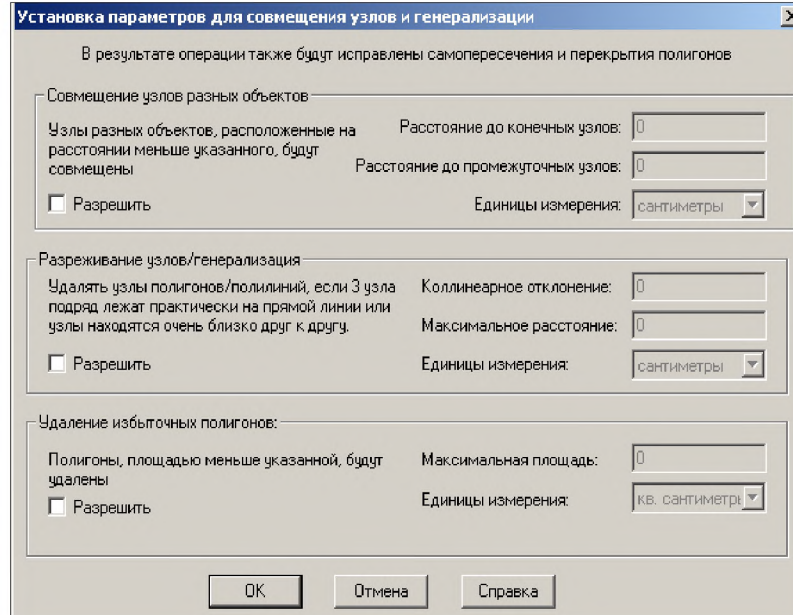 Установка параметров для совмещения узлов и генерализации
В результате операции также будут исправлены самопересечения и перекрытия полигонов
Совмещение узлов разных объектов
Узлы разных объектов, расположенные на
расстоянии меньше указанного, будут
совмещены
Расстояние до конечных узлов: 0
Расстояние до промежуточных узлов: 0
Разрешить
Единицы измерения: сантиметры
Разреживание узлов/генерализация
Удалять узлы полигонов/полилиний, если 3 узла
подряд лежат практически на прямой линии или
узлы находятся очень близко друг к другу.
Коллинеарное отклонение: 0
Максимальное расстояние: 0
Разрешить
Единицы измерения: сантиметры
Удаление избыточных полигонов:
Полигоны, площадью меньше указанной, будут
удалены
Максимальная площадь: 0
Разрешить
Единицы измерения: кв. сантиметры
OK
Отмена
Справка